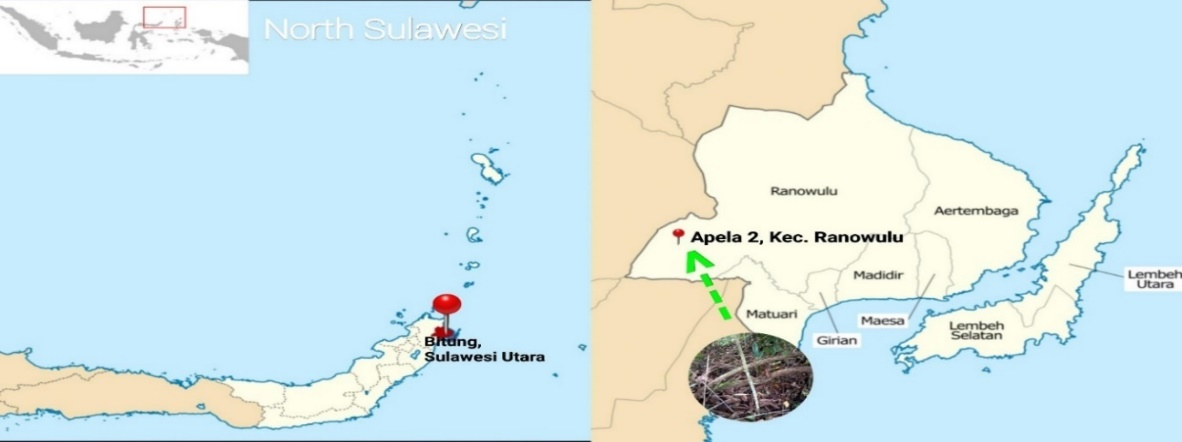 North Sulawesi
Bitung,
Sulawesi Utara
Ranowulu
Aertembaga
Apela 2, Kec. Ranowulu
Madidir
Lembeh
Utara
Matuari
Maesa
Girian
Lembeh
Selatan